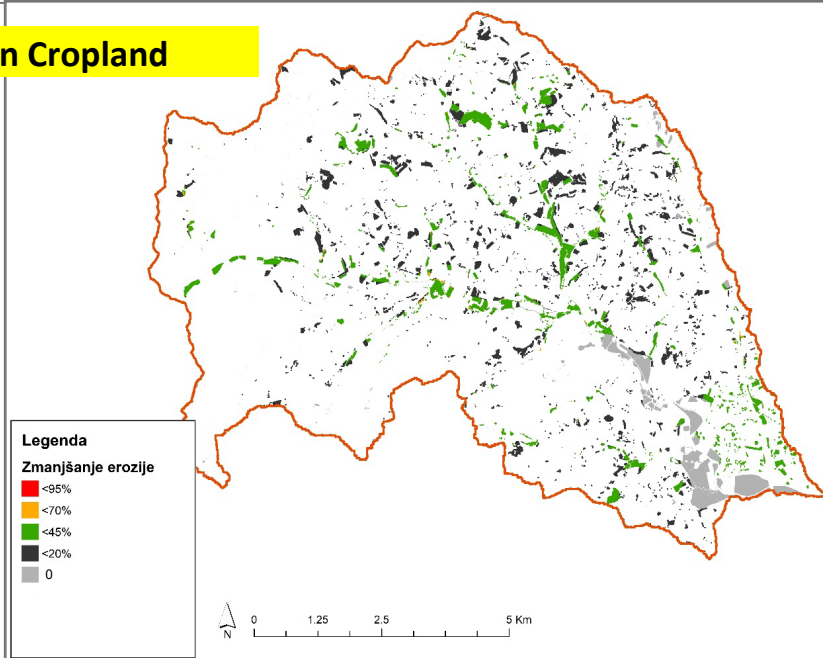 n Cropland
Legenda
Zmanjšanje erozije
<95%
<70%
<45%
<20%
0
N
0 1.25 2.5 5 Km